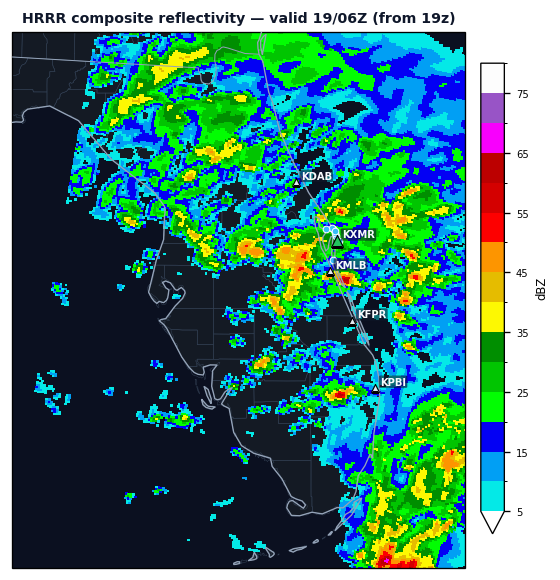 HRRR composite reflectivity — valid 19/06Z (from 19z)
KDAB
KXMR
KMLB
KFPR
KPBI
75
65
55
45
35
25
15
5
dBZ